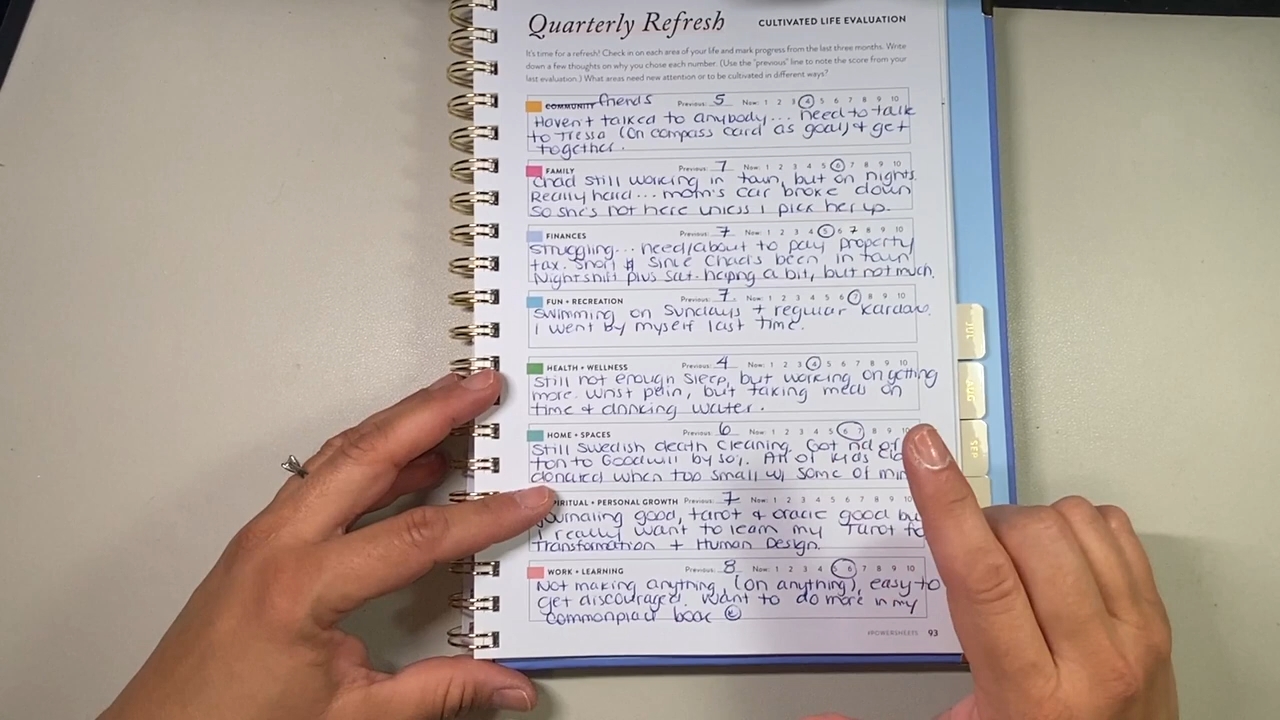 Quarterly Refresh CULTIVATED LIFE EVALUATION
It's time for a refresh! Check in on each area of your life and mark progress from the last three months. Write
down a few thoughts on why you chose each number. (Use the "previous" line to note the score from your
last evaluation.) What areas need new attention or to be cultivated in different ways?
COMMUNITY friends Previous: 5 Now: 1 2 3 4 5 6 7 8 9 10
Haven't talked to anybody... need to talk
to Tressa (on compass card as goal) & get
together.
FAMILY Previous: 7 Now: 1 2 3 4 5 6 7 8 9 10
Chad still working in town, but on nights.
Really hard... mom's car broke down
so she's not here unless I pick her up.
FINANCES Previous: 7 Now: 1 2 3 4 5 6 7 8 9 10
Struggling... need/about to pay property
tax. Short $ since Chad's been in town
Nightshift plus Sat. helping a bit, but not much.
FUN + RECREATION Previous: 7 Now: 1 2 3 4 5 6 7 8 9 10
Swimming on Sundays + regular
I went by myself last time.
HEALTH + WELLNESS Previous: 4 Now: 1 2 3 4 5 6 7 8 9 10
Still not enough sleep, but working on getting
more. Wrist pain, but taking meds on
time & drinking water.
HOME + SPACES Previous: 6 Now: 1 2 3 4 5 6 7 8 9 10
Still Swedish death cleaning. Got rid of
ton to Goodwill by son. All of kids
donated when too small w/ some of
SPIRITUAL + PERSONAL GROWTH Previous: 7 Now: 1 2 3 4 5 6 7 8 9 10
Journaling good, tarot & oracle good but
I really want to learn my Tarot for
Transformation + Human Design.
WORK + LEARNING Previous: 8 Now: 1 2 3 4 5 6 7 8 9 10
Not making anything (on anything), easy to
get discouraged. Want to do more in my
commonplace book
#POWERSHEETS 93
JUL
AUG
SEP